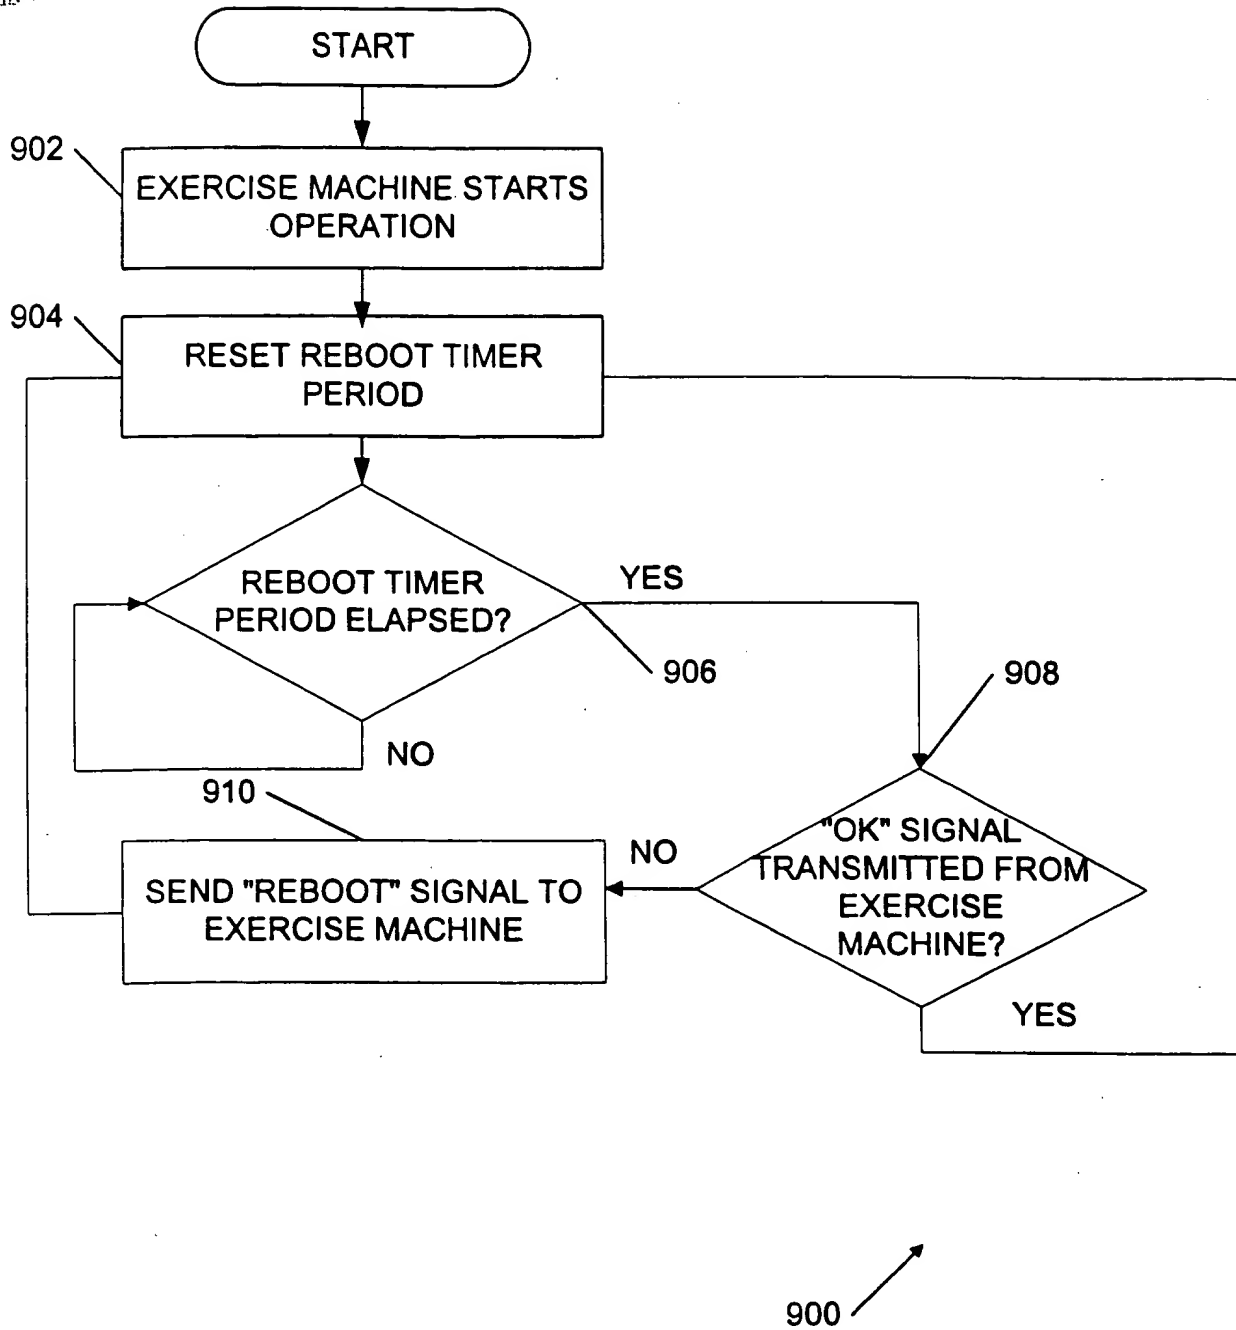 START
902
EXERCISE MACHINE STARTS
OPERATION
904
RESET REBOOT TIMER
PERIOD
REBOOT TIMER
PERIOD ELAPSED?
YES
906
908
NO
910
"OK" SIGNAL
TRANSMITTED FROM
EXERCISE
MACHINE?
NO
SEND "REBOOT" SIGNAL TO
EXERCISE MACHINE
YES
900